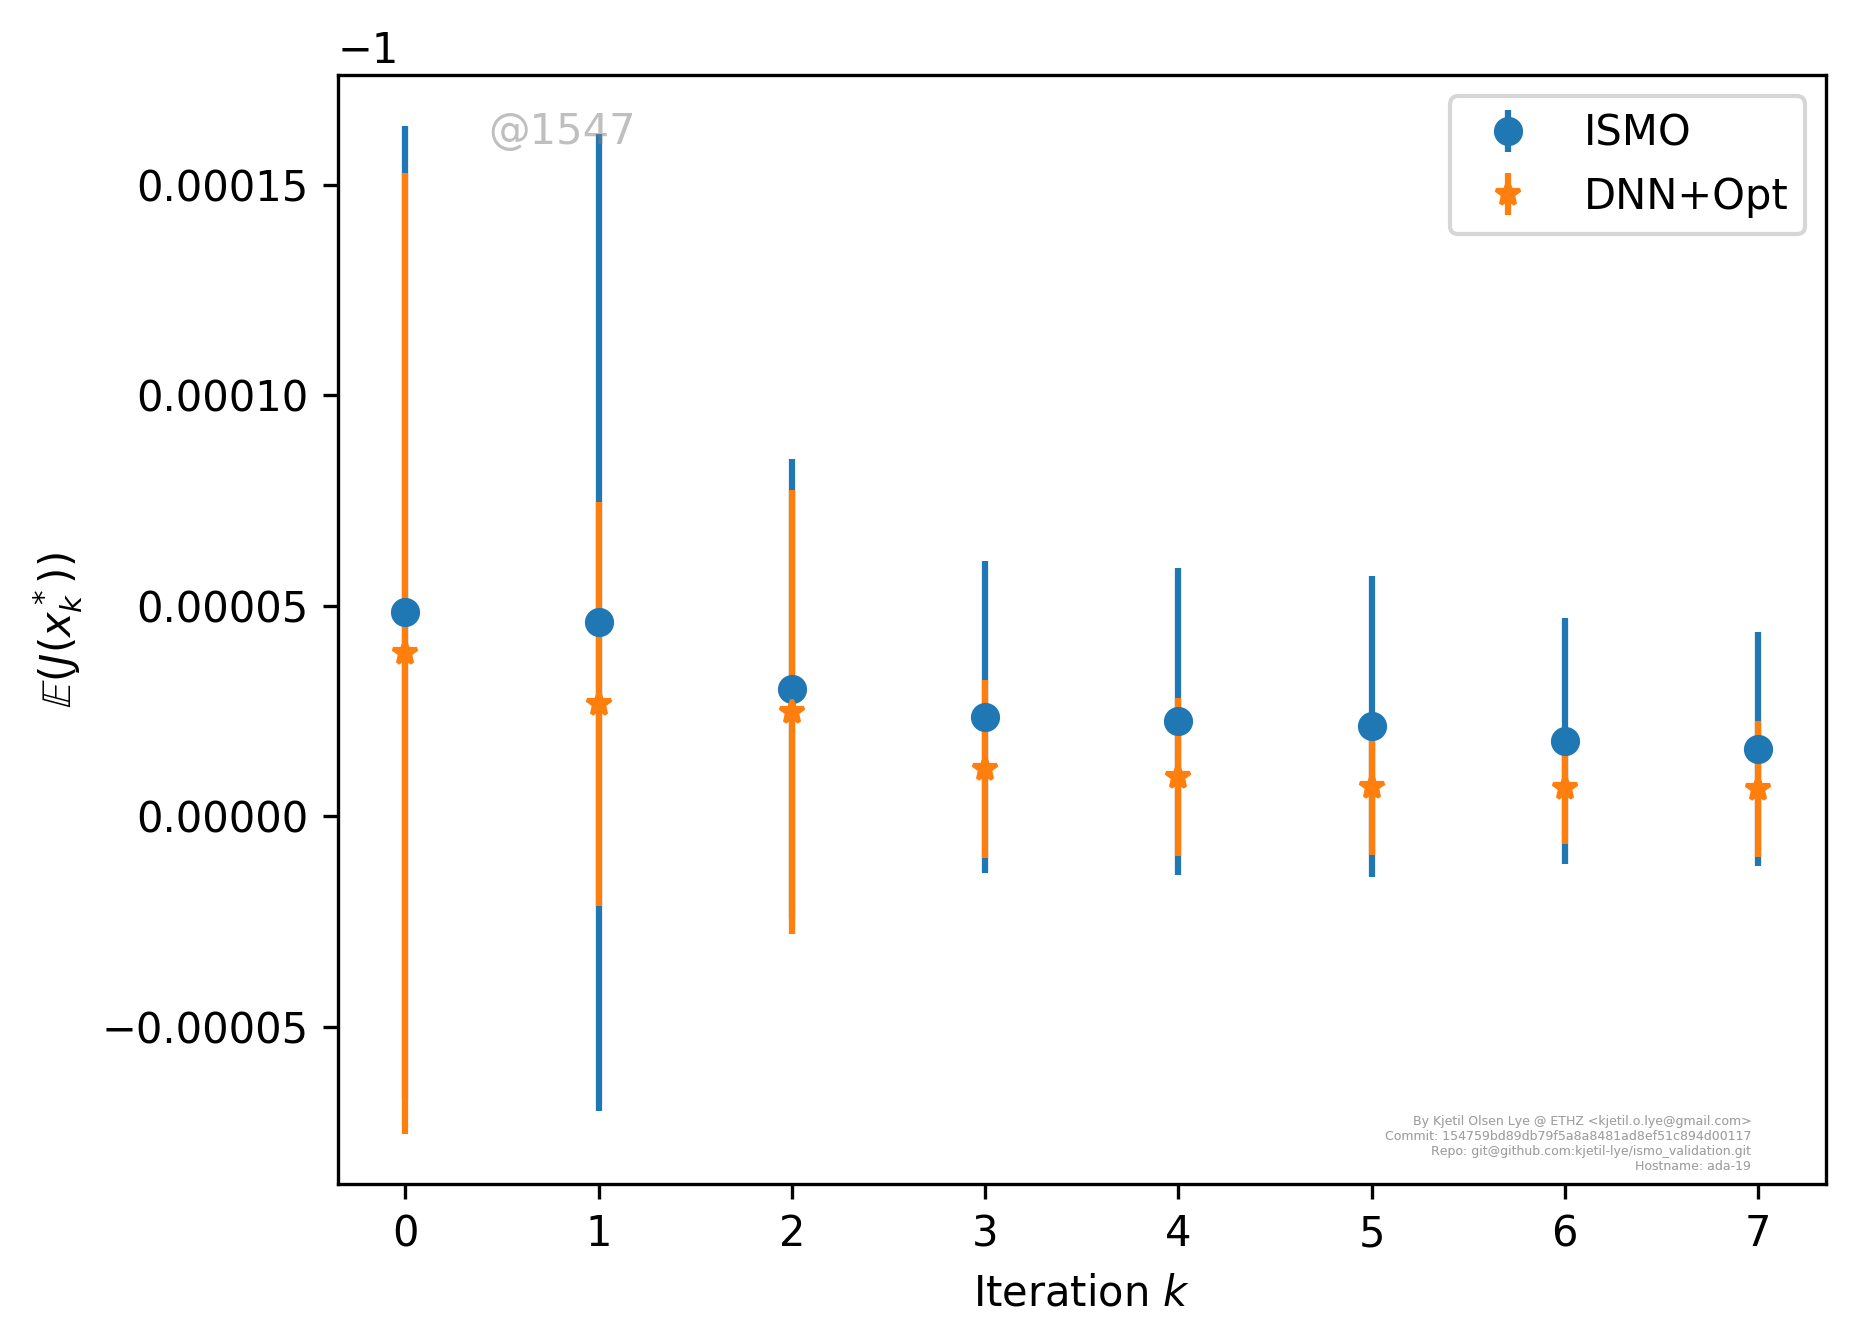 −1
@1547
ISMO
DNN+Opt
0.00015
0.00010
0.00005
0.00000
−0.00005
𝔼(J(x*k))
By Kjetil Olsen Lye @ ETHZ <kjetil.o.lye@gmail.com>
Commit: 154759bd89db79f5a8a8481ad8ef51c894d00117
Repo: git@github.com:kjetil-lye/ismo_validation.git
Hostname: ada-19
0 1 2 3 4 5 6 7
Iteration k